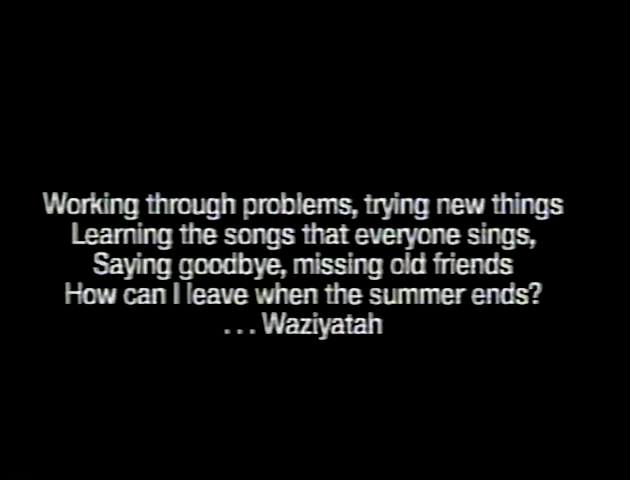 Working through problems, trying new things
Learning the songs that everyone sings,
Saying goodbye, missing old friends
How can I leave when the summer ends?
. . . Waziyatah